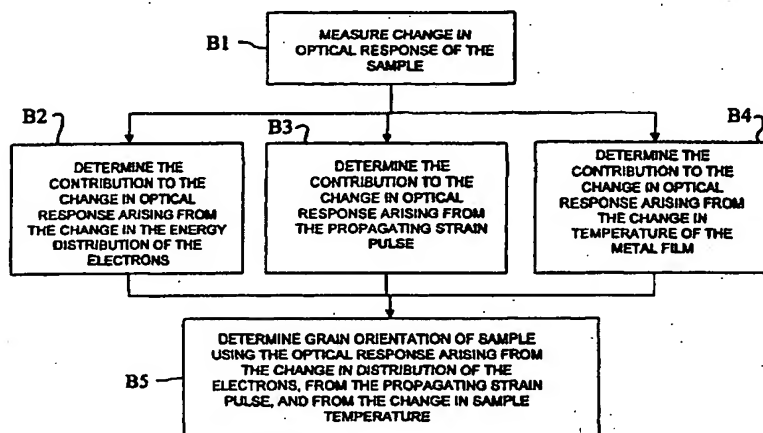 B1
MEASURE CHANGE IN
OPTICAL RESPONSE OF THE
SAMPLE
B2
DETERMINE THE
CONTRIBUTION TO THE
CHANGE IN OPTICAL
RESPONSE ARISING FROM
THE CHANGE IN THE ENERGY
DISTRIBUTION OF THE
ELECTRONS
B3
DETERMINE THE
CONTRIBUTION TO THE
CHANGE IN OPTICAL
RESPONSE ARISING FROM
THE PROPAGATING STRAIN
PULSE
B4
DETERMINE THE
CONTRIBUTION TO THE
CHANGE IN OPTICAL
RESPONSE ARISING FROM
THE CHANGE IN
TEMPERATURE OF THE
METAL FILM
B5
DETERMINE GRAIN ORIENTATION OF SAMPLE
USING THE OPTICAL RESPONSE ARISING FROM
THE CHANGE IN DISTRIBUTION OF THE
ELECTRONS, FROM THE PROPAGATING STRAIN
PULSE, AND FROM THE CHANGE IN SAMPLE
TEMPERATURE